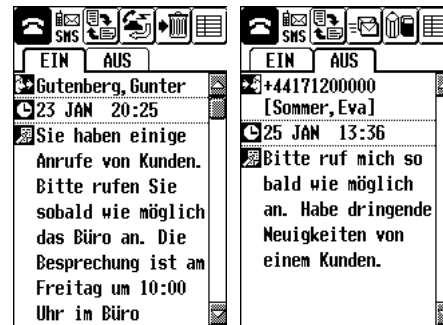 SMS
EIN AUS
Gutenberg, Gunter
23 JAN 20:25
Sie haben einige
Anrufe von Kunden.
Bitte rufen Sie
sobald wie möglich
das Büro an. Die
Besprechung ist am
Freitag um 10:00
Uhr im Büro
SMS
EIN AUS
+44171200000
[Sommer, Eva]
25 JAN 13:36
Bitte ruf mich so
bald wie möglich
an. Habe dringende
Neuigkeiten von
einem Kunden.